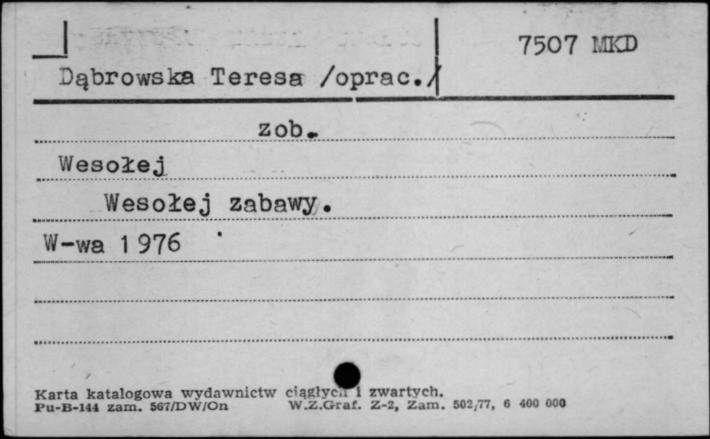 7507 MKD
Dąbrowska Teresa /oprac./
zob.
Wesołej
Wesołej zabawy.
W-wa 1976
Karta katalogowa wydawnictw ciągłych i zwartych.
Pu-B-144 zam. 567/DW/On W.Z.Graf. Z-2, Zam. 502/77, 6 400 000